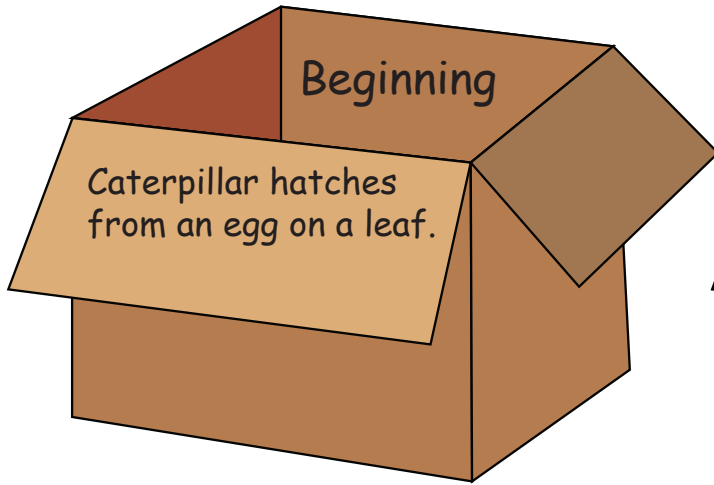 Beginning
Caterpillar hatches
from an egg on a leaf.